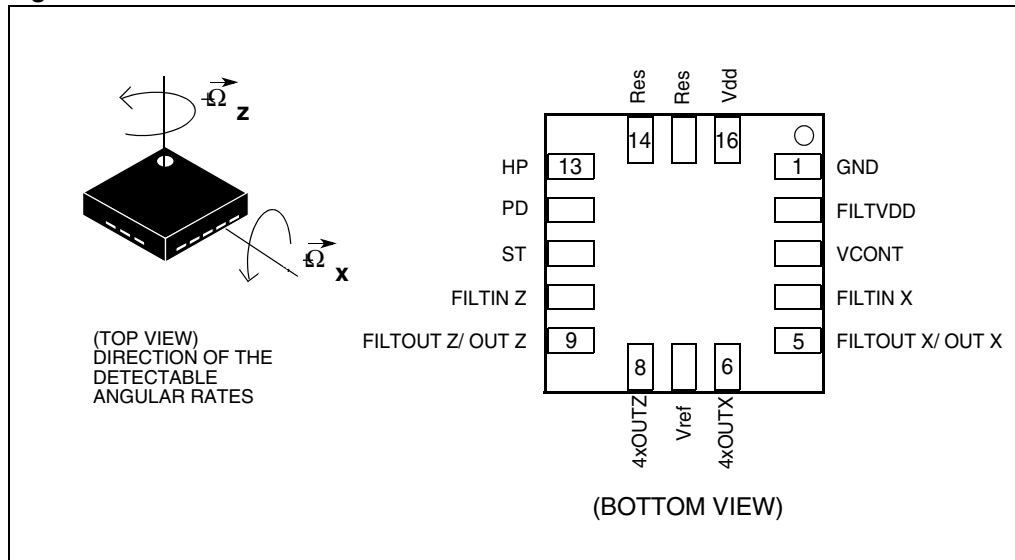 +Ω
z
+Ω
x
(TOP VIEW)
DIRECTION OF THE
DETECTABLE
ANGULAR RATES
Res
Res
Vdd
14
16
HP
13
1
GND
PD
FILTVDD
ST
VCONT
FILTIN Z
FILTIN X
FILTOUT Z/ OUT Z
9
5
FILTOUT X/ OUT X
8
6
4xOUTZ
Vref
4xOUTX
(BOTTOM VIEW)